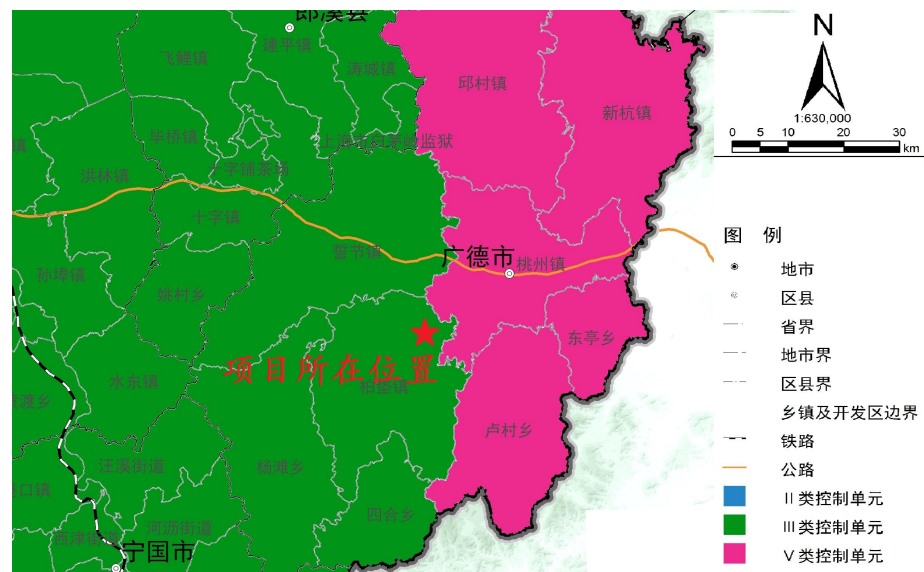 郎溪县
飞鲤镇
建平镇
涛城镇
邱村镇
新杭镇
毕桥镇
上海市白茅岭监狱
洪林镇
十字铺茶场
十字镇
誓节镇
广德市
桃州镇
孙埠镇
姚村乡
东亭乡
项目所在位置
柏垫镇
水东镇
卢村乡
汪溪街道
杨滩乡
四合乡
河沥街道
宁国市
N
1:630,000
0 5 10 20 30
km
图 例
地市
区县
省界
地市界
区县界
乡镇及开发区边界
铁路
公路
II类控制单元
III类控制单元
V类控制单元